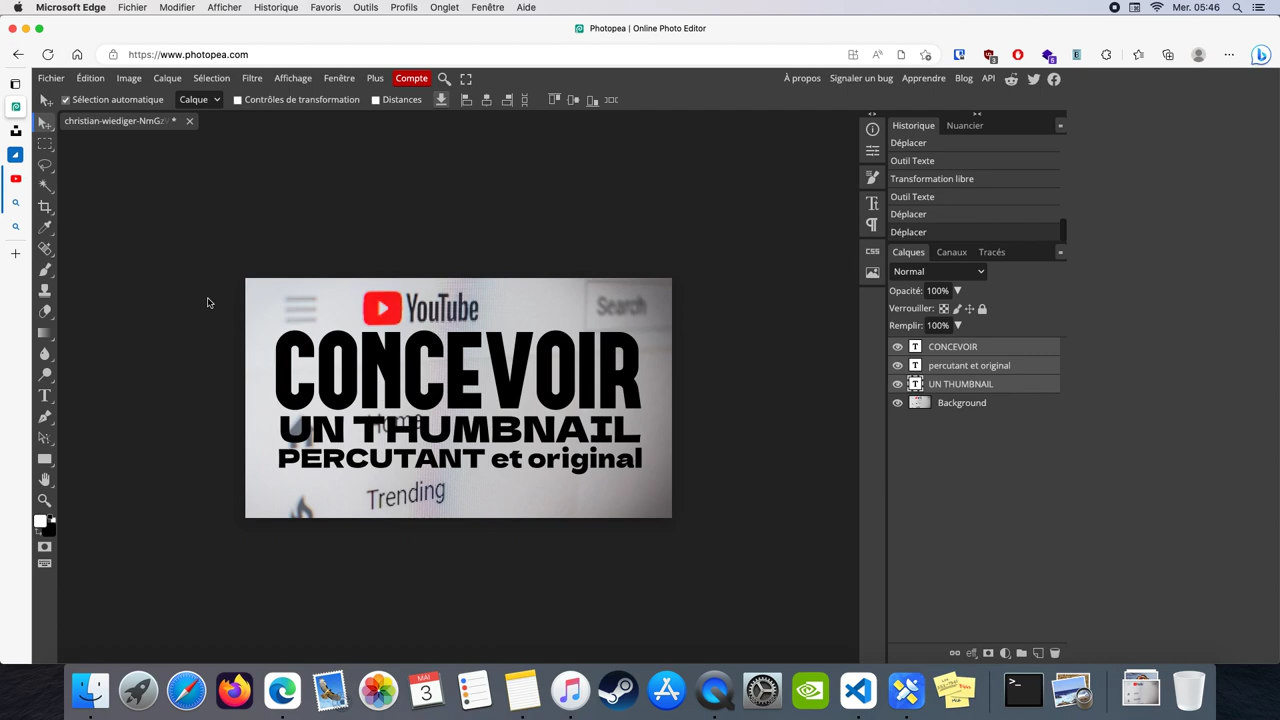 Microsoft Edge Fichier Modifier Afficher Historique Favoris Outils Profils Onglet Fenêtre Aide Mer. 05:46
Photopea | Online Photo Editor
https://www.photopea.com
Fichier Édition Image Calque Sélection Filtre Affichage Fenêtre Plus Compte À propos Signaler un bug Apprendre Blog API
Sélection automatique Calque Contrôles de transformation Distances
christian-wiediger-NmGz *
Historique Nuancier
Déplacer
Outil Texte
Transformation libre
Outil Texte
Déplacer
Déplacer
CSS
Calques Canaux Tracés
Normal
Opacité: 100%
Verrouiller:
Remplir: 100%
CONCEVOIR
percutant et original
UN THUMBNAIL
Background
YouTube Search
CONCEVOIR
Home
UN THUMBNAIL
PERCUTANT et original
Trending
eff
MAI
3